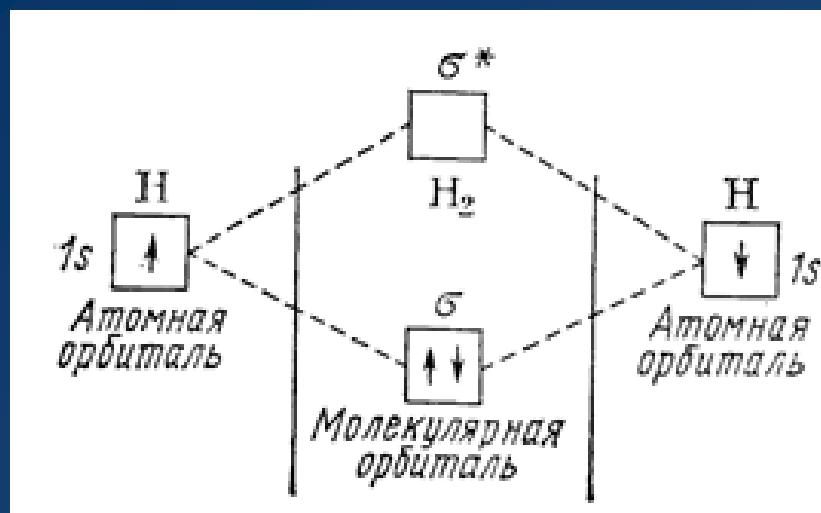 σ*
H
H₂
H
1s ↑
↓ 1s
Атомная
орбиталь
σ
Атомная
орбиталь
↑↓
Молекулярная
орбиталь